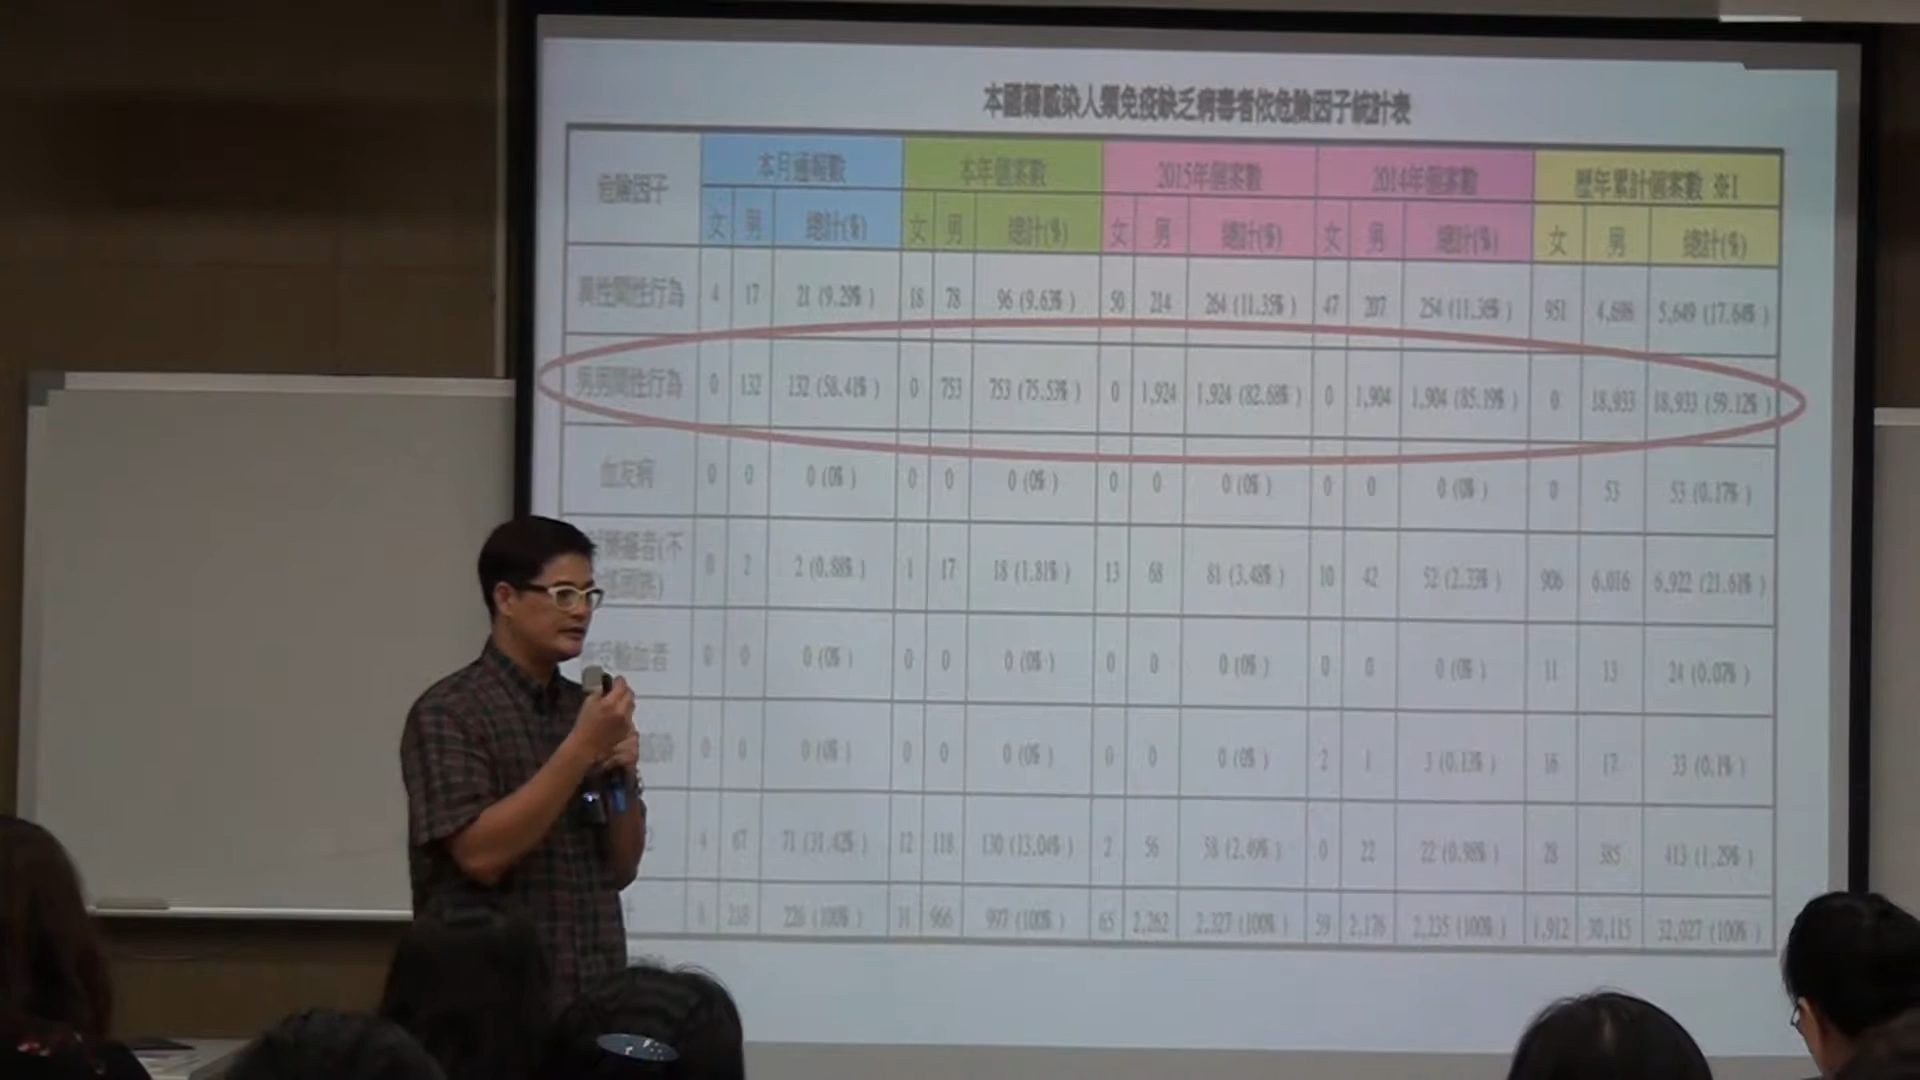 本國籍感染人類免疫缺乏病毒者依危險因子統計表
危險因子 本月通報數 本年個案數 2015年個案數 2014年個案數 歷年累計個案數 ※1
女 男 總計(%) 女 男 總計(%) 女 男 總計(%) 女 男 總計(%) 女 男 總計(%)
異性間性行為 4 17 21 (9.29% ) 18 78 96 (9.63% ) 50 214 264 (11.35% ) 47 207 254 (11.36% ) 951 4,698 5,649 (17.64% )
男男間性行為 0 132 132 (58.41% ) 0 753 753 (75.53% ) 0 1,924 1,924 (82.68% ) 0 1,904 1,904 (85.19% ) 0 18,933 18,933 (59.12% )
血友病 0 0 0 (0% ) 0 0 0 (0% ) 0 0 0 (0% ) 0 0 0 (0% ) 0 53 53 (0.17% )
者(不 0 2 2 (0.88% ) 1 17 18 (1.81% ) 13 68 81 (3.48% ) 10 42 52 (2.33% ) 906 6,016 6,922 (21.61% )
受輸血者 0 0 0 (0% ) 0 0 0 (0% ) 0 0 0 (0% ) 0 0 0 (0% ) 11 13 24 (0.07% )
感染 0 0 0 (0% ) 0 0 0 (0% ) 0 0 0 (0% ) 2 1 3 (0.13% ) 16 17 33 (0.1% )
2 4 67 71 (31.42% ) 12 118 130 (13.04% ) 2 56 58 (2.49% ) 0 22 22 (0.98% ) 28 385 413 (1.29% )
8 218 226 (100% ) 31 966 997 (100% ) 65 2,262 2,327 (100% ) 59 2,176 2,235 (100% ) 1,912 30,115 32,027 (100% )